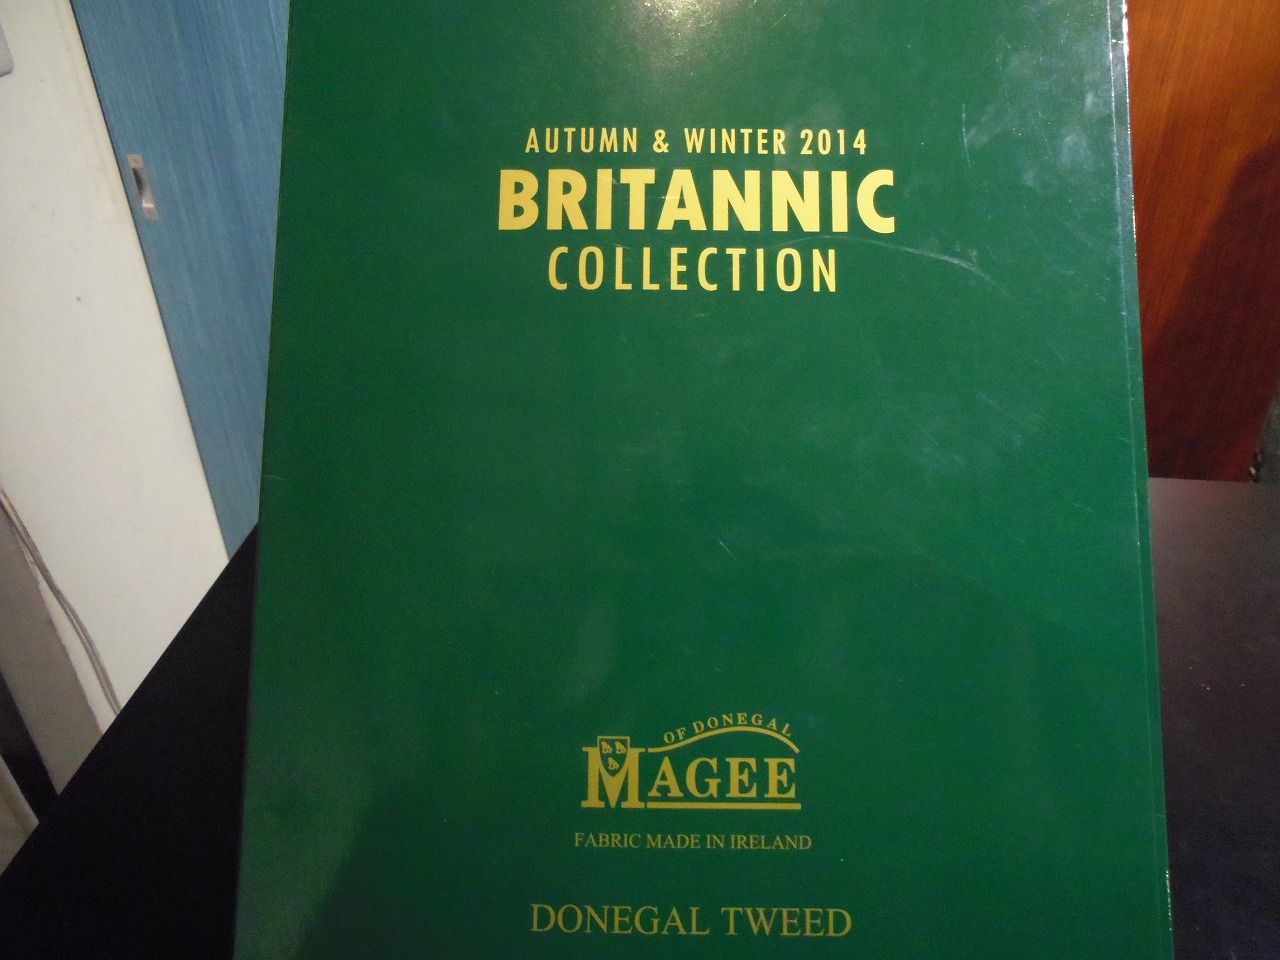 AUTUMN & WINTER 2014
BRITANNIC
COLLECTION
OF DONEGAL
MAGEE
FABRIC MADE IN IRELAND
DONEGAL TWEED